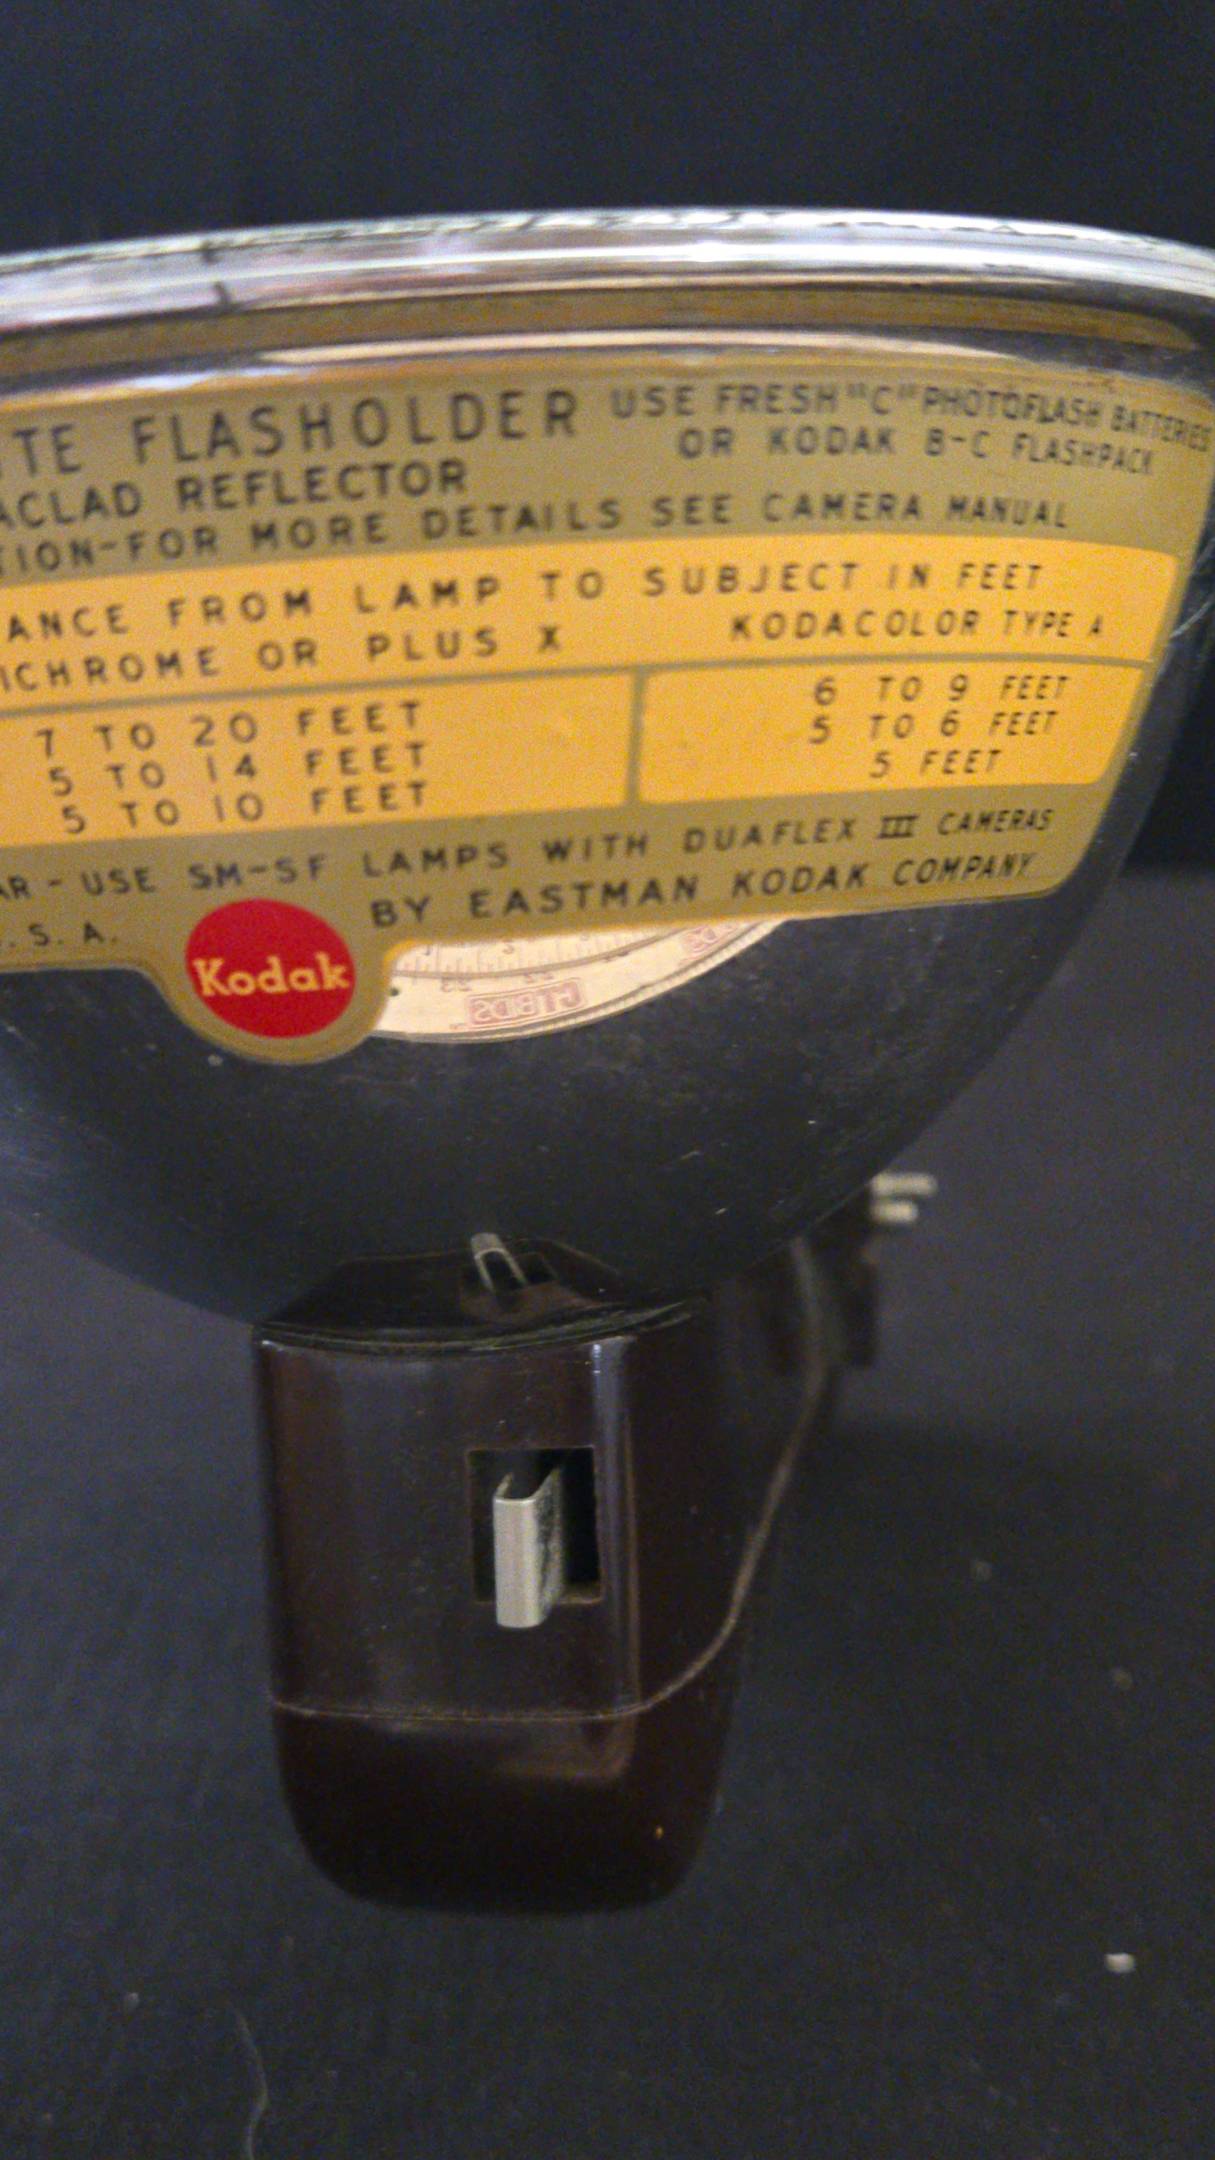 TE FLASHOLDER
ACLAD REFLECTOR
USE FRESH "C" PHOTOFLASH BATTERIES
OR KODAK B-C FLASHPACK
TION-FOR MORE DETAILS SEE CAMERA MANUAL
ANCE FROM LAMP TO SUBJECT IN FEET
ICHROME OR PLUS X
KODACOLOR TYPE A
7 TO 20 FEET
5 TO 14 FEET
5 TO 10 FEET
6 TO 9 FEET
5 TO 6 FEET
5 FEET
AR - USE SM-SF LAMPS WITH DUAFLEX III CAMERAS
. S. A.
BY EASTMAN KODAK COMPANY
Kodak